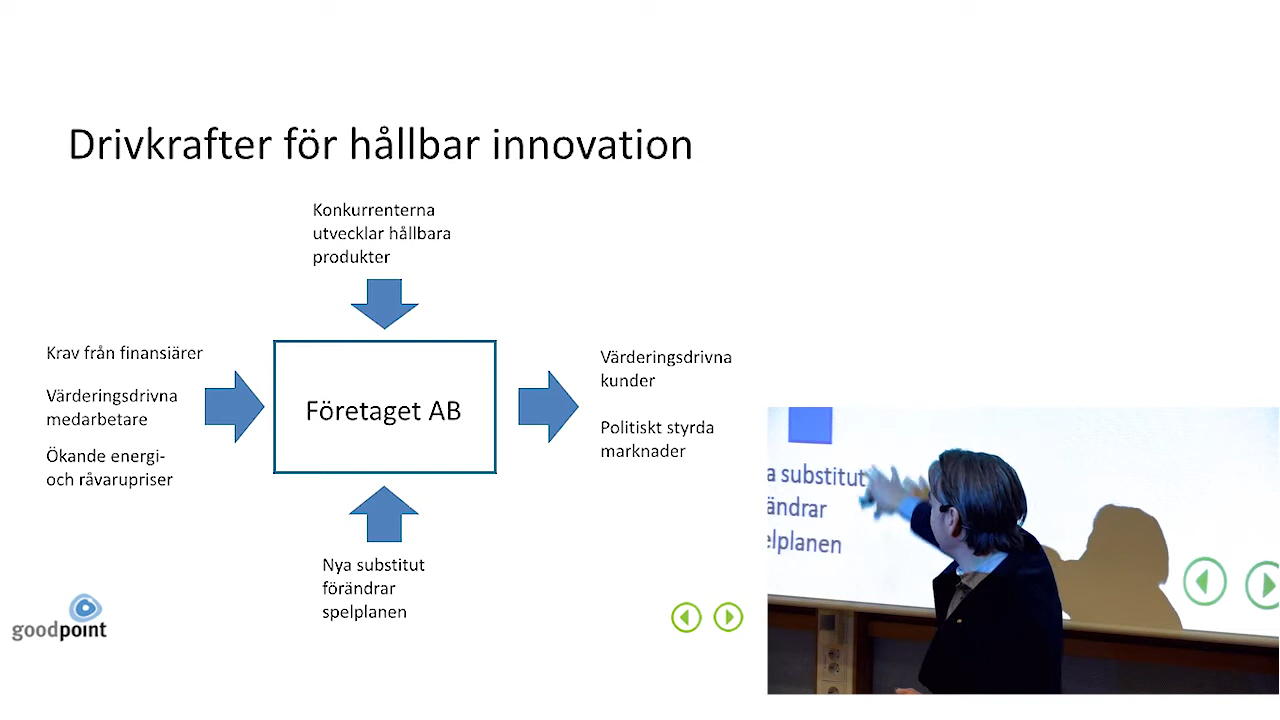 Drivkrafter för hållbar innovation
Konkurrenterna
utvecklar hållbara
produkter
Krav från finansiärer
Värderingsdrivna
medarbetare
Ökande energi-
och råvarupriser
Företaget AB
Värderingsdrivna
kunder
Politiskt styrda
marknader
Nya substitut
förändrar
spelplanen
goodpoint
a substitut
ändrar
elplanen